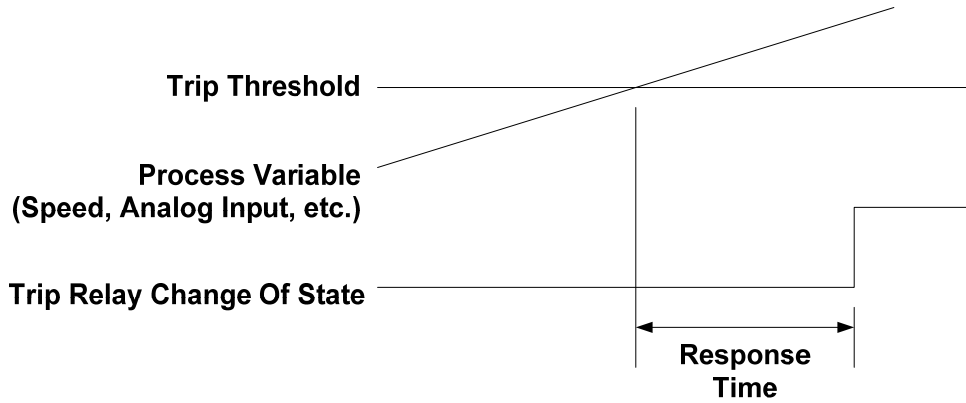 Trip Threshold
Process Variable
(Speed, Analog Input, etc.)
Trip Relay Change Of State
Response
Time